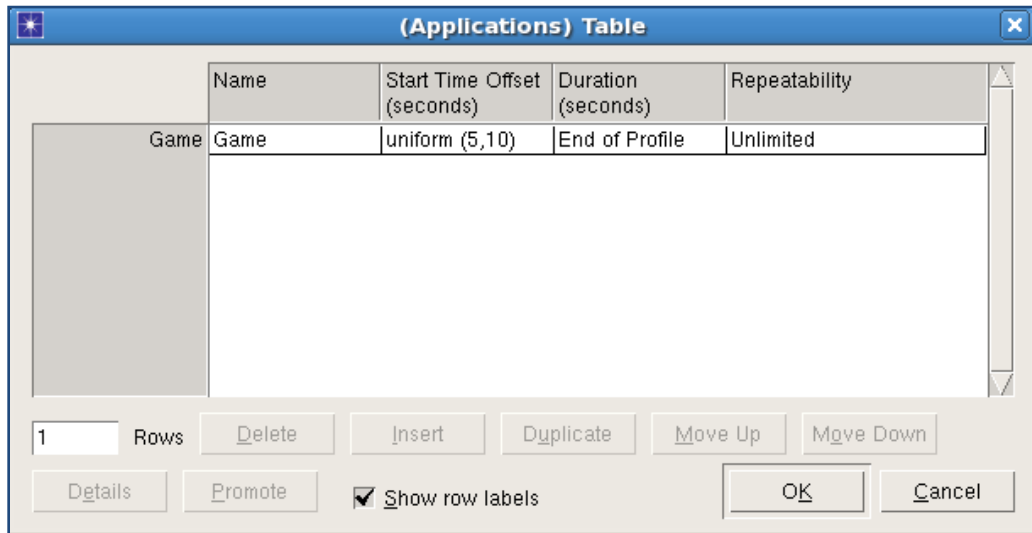 (Applications) Table
Name Start Time Offset (seconds) Duration (seconds) Repeatability
Game Game uniform (5,10) End of Profile Unlimited
1 Rows Delete Insert Duplicate Move Up Move Down
Details Promote Show row labels OK Cancel